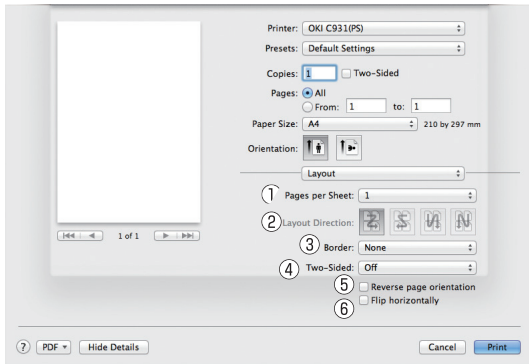 Printer: OKI C931(PS)
Presets: Default Settings
Copies: 1 Two-Sided
Pages: All
From: 1 to: 1
Paper Size: A4 210 by 297 mm
Orientation:
Layout
① Pages per Sheet: 1
② Layout Direction:
1 of 1
③ Border: None
④ Two-Sided: Off
⑤ Reverse page orientation
⑥ Flip horizontally
? PDF Hide Details Cancel Print